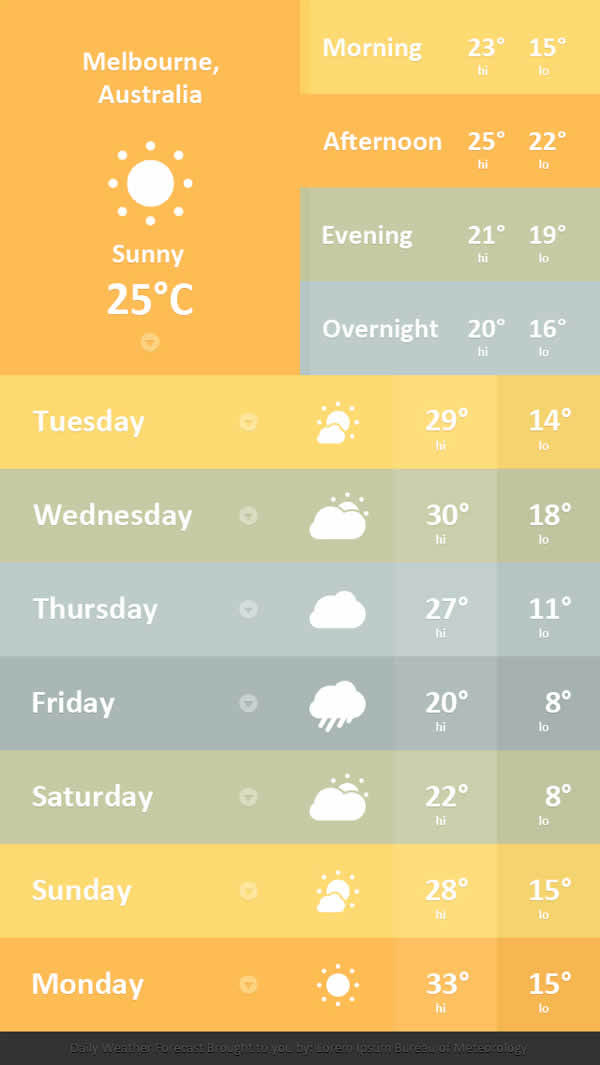 Melbourne,
Australia
Sunny
25°C
Morning 23° 15°
hi lo
Afternoon 25° 22°
hi lo
Evening 21° 19°
hi lo
Overnight 20° 16°
hi lo
Tuesday 29° 14°
hi lo
Wednesday 30° 18°
hi lo
Thursday 27° 11°
hi lo
Friday 20° 8°
hi lo
Saturday 22° 8°
hi lo
Sunday 28° 15°
hi lo
Monday 33° 15°
hi lo
Daily Weather Forecast Brought to you by: Lorem Ipsum Bureau of Meteorology